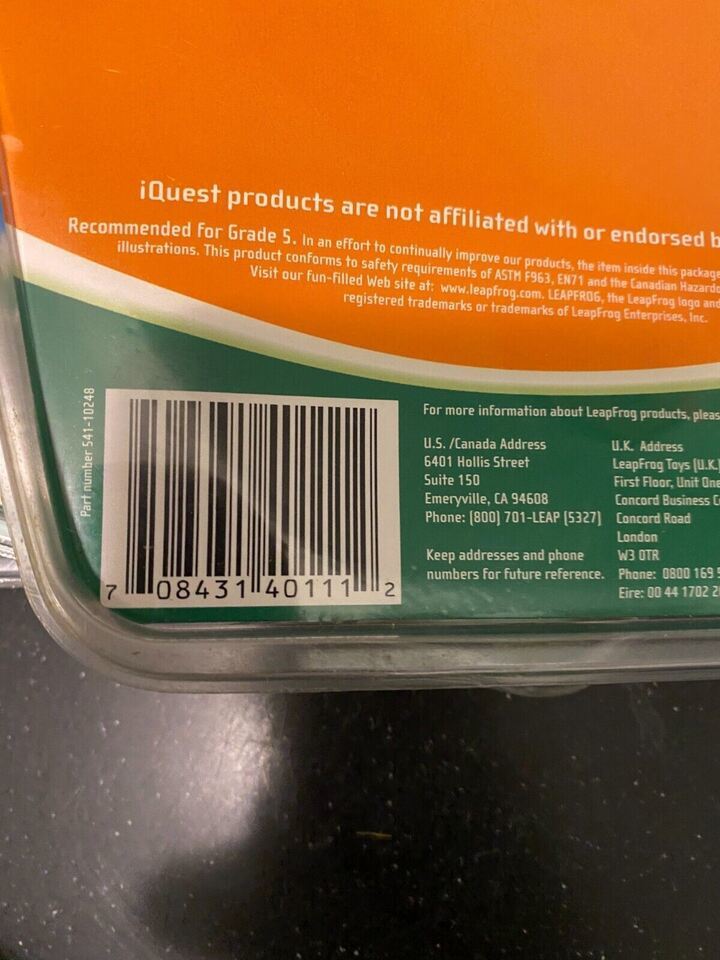 iQuest products are not affiliated with or endorsed b
Recommended for Grade 5. In an effort to continually improve our products, the item inside this package
illustrations. This product conforms to safety requirements of ASTM F963, EN71 and the Canadian Hazardo
Visit our fun-filled Web site at: www.leapfrog.com. LEAPFROG, the LeapFrog logo and
registered trademarks or trademarks of LeapFrog Enterprises, Inc.
Part number 541-10248
7 08431 40111 2
For more information about LeapFrog products, pleas
U.S. /Canada Address
6401 Hollis Street
Suite 150
Emeryville, CA 94608
Phone: (800) 701-LEAP (5327)
Keep addresses and phone
numbers for future reference.
U.K. Address
LeapFrog Toys (U.K.)
First Floor, Unit One
Concord Business C
Concord Road
London
W3 0TR
Phone: 0800 169 5
Eire: 00 44 1702 2